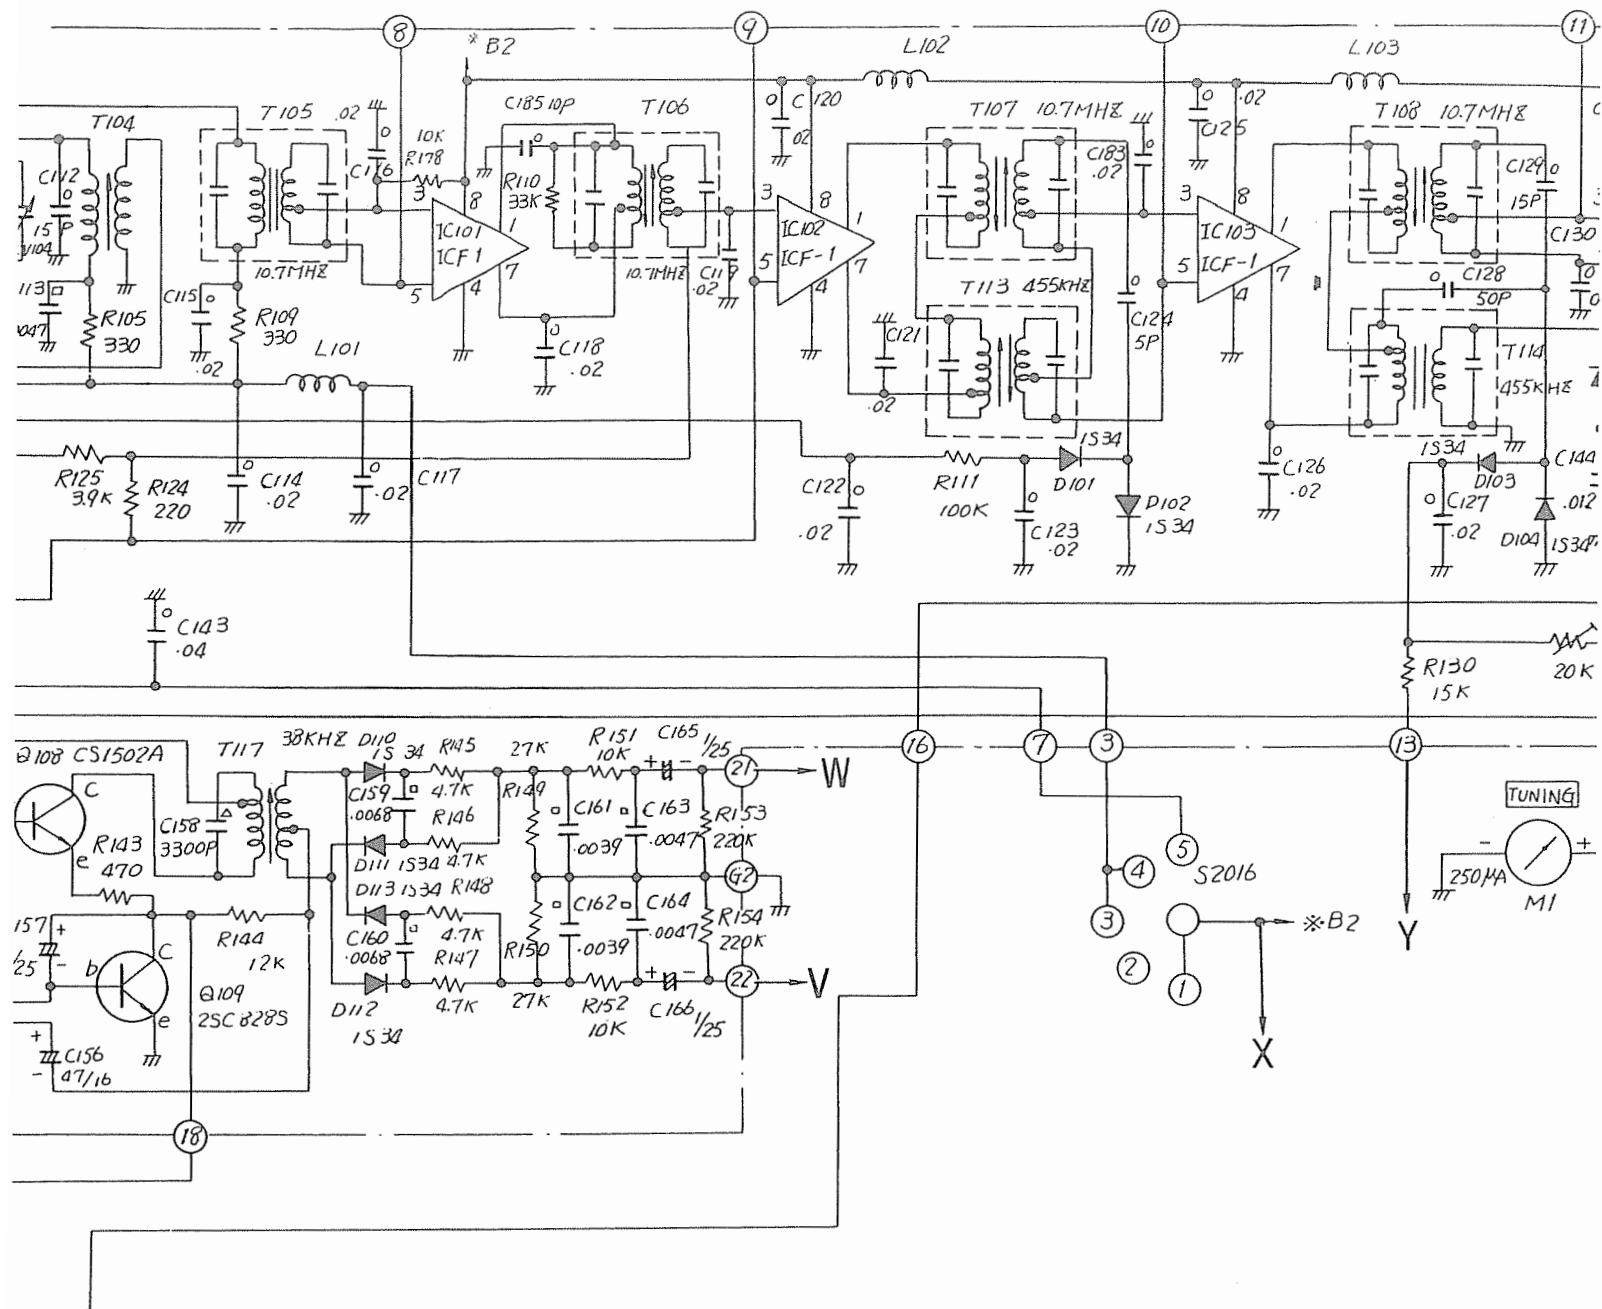 8
9
10
11
※B2
L102
L103
T104
T105
.02
C185 10P
T106
C120
.02
T107 10.7MHZ
.02
C125
T108 10.7MHZ
10K
R178
C116
C112
15P
R110
33K
C183
.02
C129
15P
3
8
1
5
7
4
IC101
ICF1
10.7MHZ
10.7MHZ
C119
.02
3
8
1
5
7
4
IC102
ICF-1
3
8
1
5
7
4
IC103
ICF-1
C130
C128
50P
T113 455KHZ
C115
.02
R105
330
R109
330
L101
C118
.02
C121
.02
C124
5P
T114
455KHZ
R125
3.9K
R124
220
C114
.02
.02
C117
C122
.02
R111
100K
1S34
D101
C123
.02
D102
1S34
C126
.02
1S34
D103
C127
.02
C144
.012
D104
1S34
C143
.04
R130
15K
20K
Q108 CS1502A
T117
38KHZ
D110
1S34
R145
4.7K
27K
R149
R151
10K
C165
1/25
+
-
21
W
16
7
3
13
C
e
R143
470
C158
3300P
C159
.0068
R146
4.7K
D111 1S34
D113 1S34
R148
4.7K
C161
.0039
C163
.0047
R153
220K
G2
C162
.0039
C164
.0047
R154
220K
C160
.0068
R147
4.7K
R150
27K
D112
1S34
R152
10K
+
-
C166
1/25
22
V
TUNING
-
+
250μA
M1
5
S2016
4
3
2
1
※B2
X
Y
157
+
-
b
C
e
R144
12K
Q109
2SC828S
+
-
C156
47/16
18